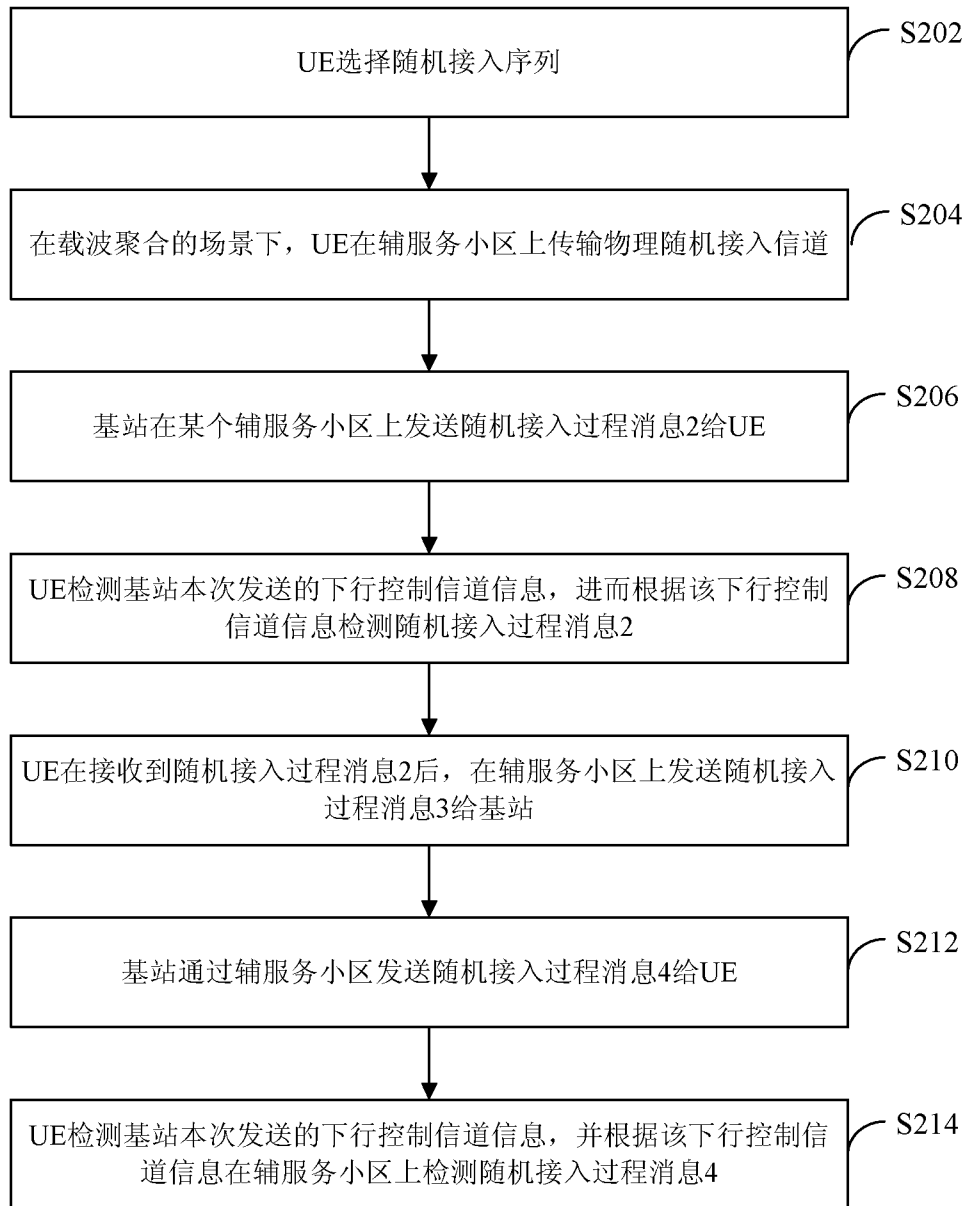 UE选择随机接入序列
S202
在载波聚合的场景下，UE在辅服务小区上传输物理随机接入信道
S204
基站在某个辅服务小区上发送随机接入过程消息2给UE
S206
UE检测基站本次发送的下行控制信道信息，进而根据该下行控制
信道信息检测随机接入过程消息2
S208
UE在接收到随机接入过程消息2后，在辅服务小区上发送随机接入
过程消息3给基站
S210
基站通过辅服务小区发送随机接入过程消息4给UE
S212
UE检测基站本次发送的下行控制信道信息，并根据该下行控制信
道信息在辅服务小区上检测随机接入过程消息4
S214